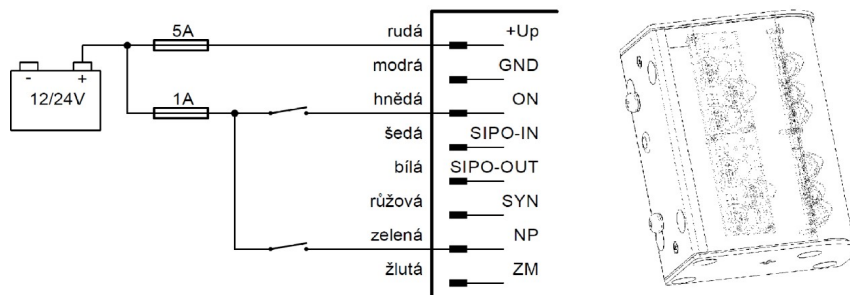 5A
rudá +Up
modrá GND
- +
12/24V
1A
hnědá ON
šedá SIPO-IN
bílá SIPO-OUT
růžová SYN
zelená NP
žlutá ZM